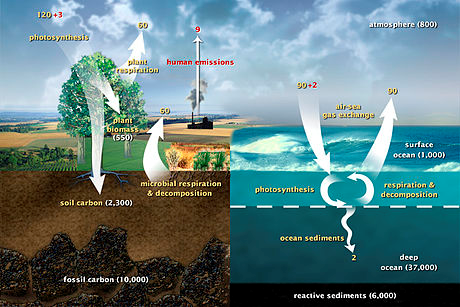 120 +3
photosynthesis
60
plant
respiration
9
human emissions
atmosphere (800)
plant
biomass
(550)
60
microbial respiration
& decomposition
soil carbon (2,300)
fossil carbon (10,000)
90 +2
90
air-sea
gas exchange
surface
ocean (1,000)
photosynthesis
respiration &
decomposition
ocean sediments
2
deep
ocean (37,000)
reactive sediments (6,000)